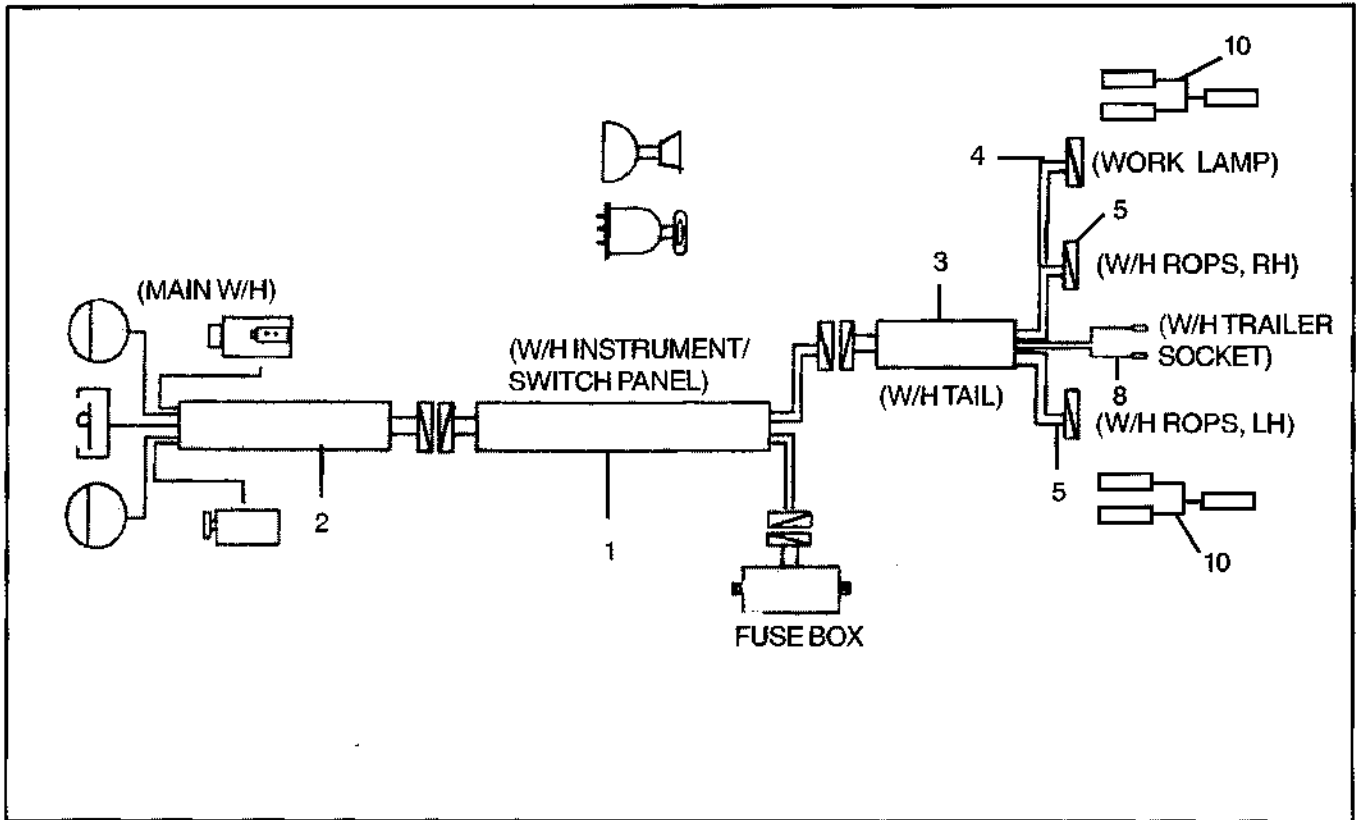 10
4
(WORK LAMP)
5
3
(W/H ROPS, RH)
(MAIN W/H)
(W/H INSTRUMENT/
SWITCH PANEL)
(W/H TRAILER
SOCKET)
(W/H TAIL)
8
(W/H ROPS, LH)
2
5
1
10
FUSE BOX